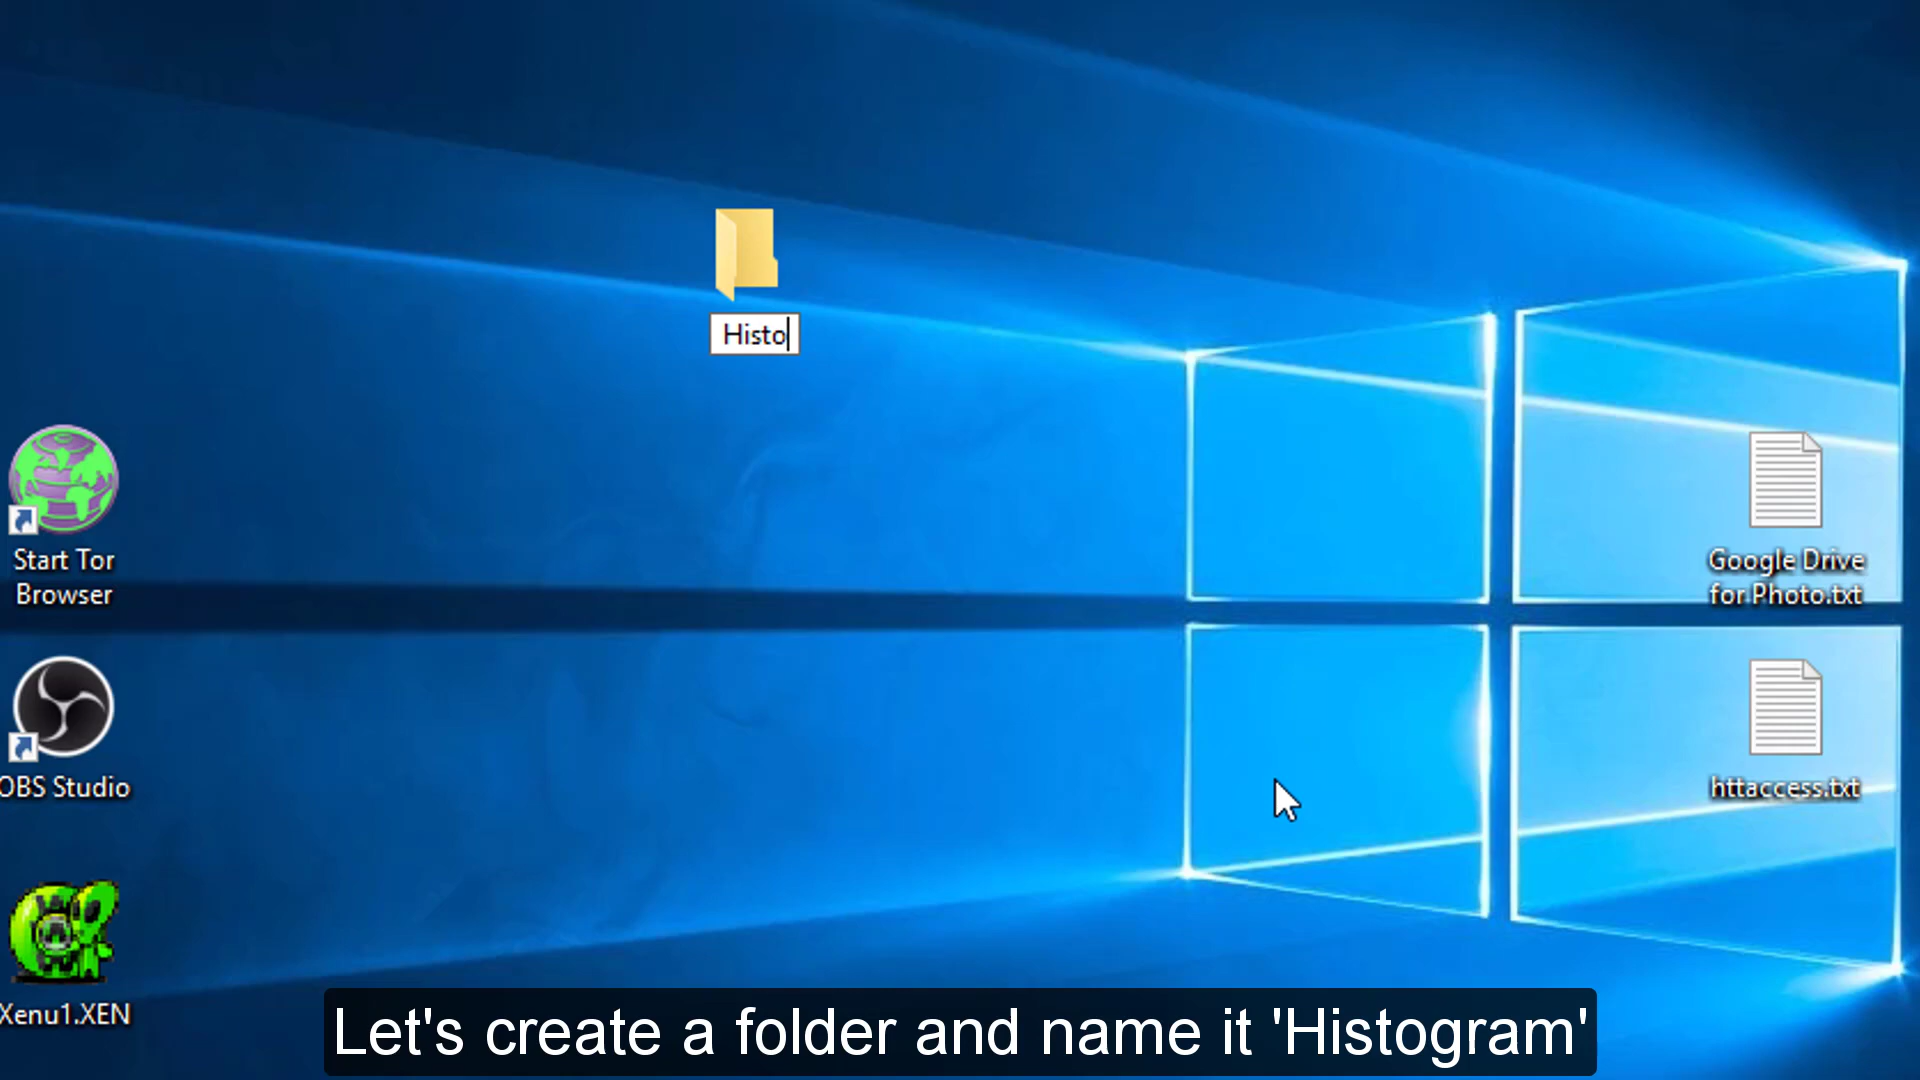 Histo
Start Tor
Browser
Google Drive
for Photo.txt
OBS Studio
httaccess.txt
Xenu1.XEN
Let's create a folder and name it 'Histogram'